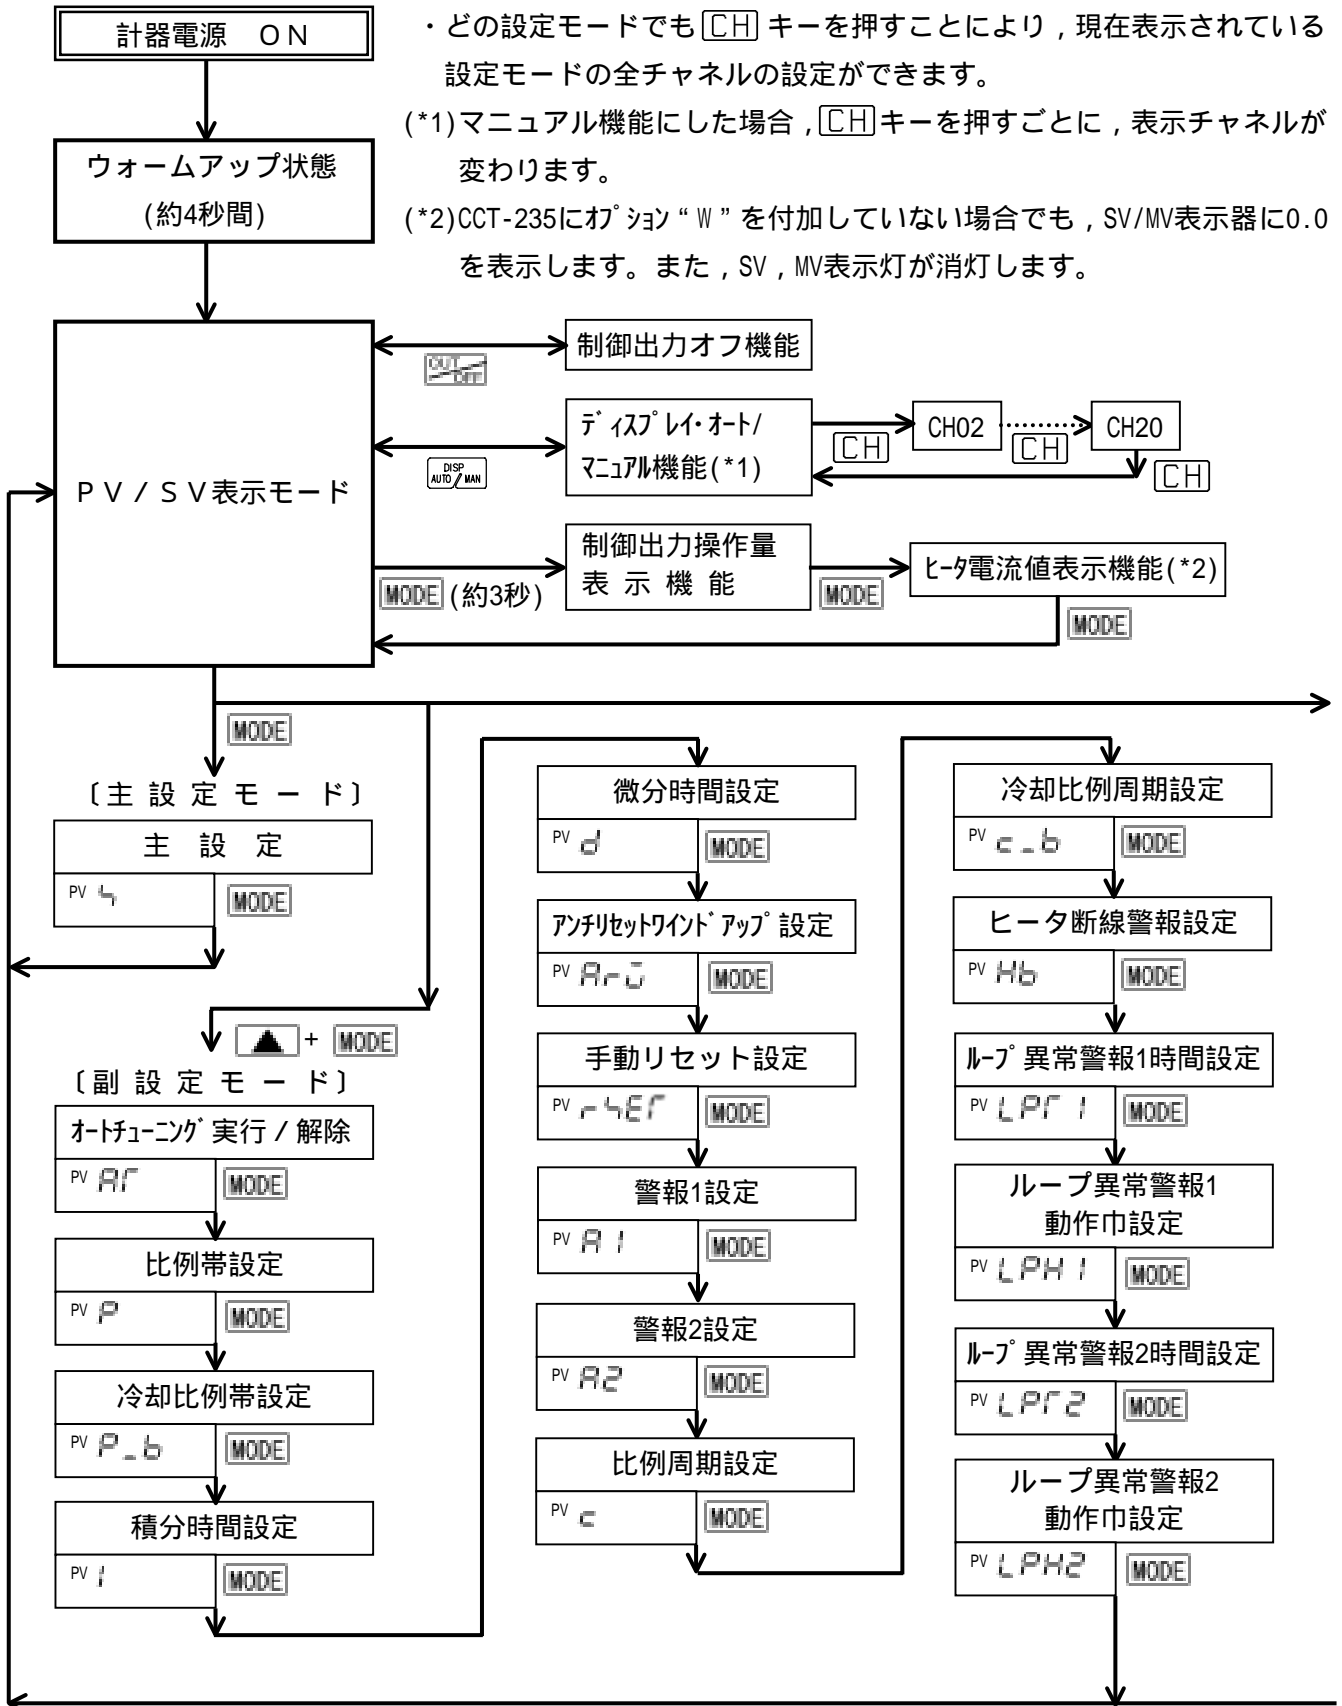 計器電源　ＯＮ
・どの設定モードでもCHキーを押すことにより，現在表示されている
設定モードの全チャネルの設定ができます。
(*1)マニュアル機能にした場合，CHキーを押すごとに，表示チャネルが
変わります。
(*2)CCT-235にｵﾌﾟｼｮﾝ“W”を付加していない場合でも，SV/MV表示器に0.0
を表示します。また，SV，MV表示灯が消灯します。
ウォームアップ状態
(約4秒間)
ＰＶ／ＳＶ表示モード
制御出力オフ機能
OUT/OFF
ﾃﾞｨｽﾌﾟﾚｲ･ｵｰﾄ/
ﾏﾆｭｱﾙ機能(*1)
DISP
AUTO/MAN
CH
CH02
CH
CH20
CH
制御出力操作量
表 示 機 能
MODE (約3秒)
MODE
ﾋｰﾀ電流値表示機能(*2)
MODE
MODE
〔主 設 定 モ ー ド〕
主　設　定
PV S
MODE
▲ + MODE
〔副 設 定 モ ー ド〕
ｵｰﾄﾁｭｰﾆﾝｸﾞ実行／解除
PV AT
MODE
比例帯設定
PV P
MODE
冷却比例帯設定
PV P_b
MODE
積分時間設定
PV I
MODE
微分時間設定
PV d
MODE
ｱﾝﾁﾘｾｯﾄﾜｲﾝﾄﾞｱｯﾌﾟ設定
PV Arw
MODE
手動リセット設定
PV rSET
MODE
警報1設定
PV A1
MODE
警報2設定
PV A2
MODE
比例周期設定
PV c
MODE
冷却比例周期設定
PV c_b
MODE
ヒータ断線警報設定
PV Hb
MODE
ﾙｰﾌﾟ異常警報1時間設定
PV LPT1
MODE
ループ異常警報1
動作巾設定
PV LPH1
MODE
ﾙｰﾌﾟ異常警報2時間設定
PV LPT2
MODE
ループ異常警報2
動作巾設定
PV LPH2
MODE